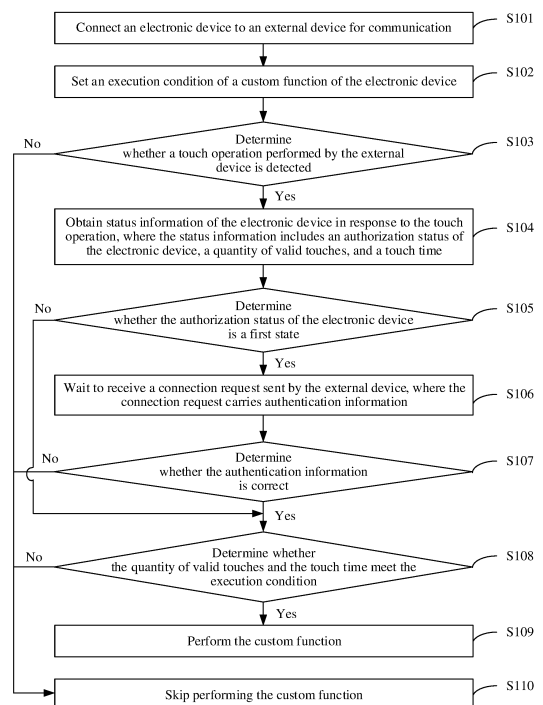 Connect an electronic device to an external device for communication
S101
Set an execution condition of a custom function of the electronic device
S102
No
Determine
whether a touch operation performed by the external
device is detected
S103
Yes
Obtain status information of the electronic device in response to the touch
operation, where the status information includes an authorization status of
the electronic device, a quantity of valid touches, and a touch time
S104
No
Determine
whether the authorization status of the electronic device
is a first state
S105
Yes
Wait to receive a connection request sent by the external device, where the
connection request carries authentication information
S106
No
Determine
whether the authentication information
is correct
S107
Yes
No
Determine whether
the quantity of valid touches and the touch time meet the
execution condition
S108
Yes
Perform the custom function
S109
Skip performing the custom function
S110